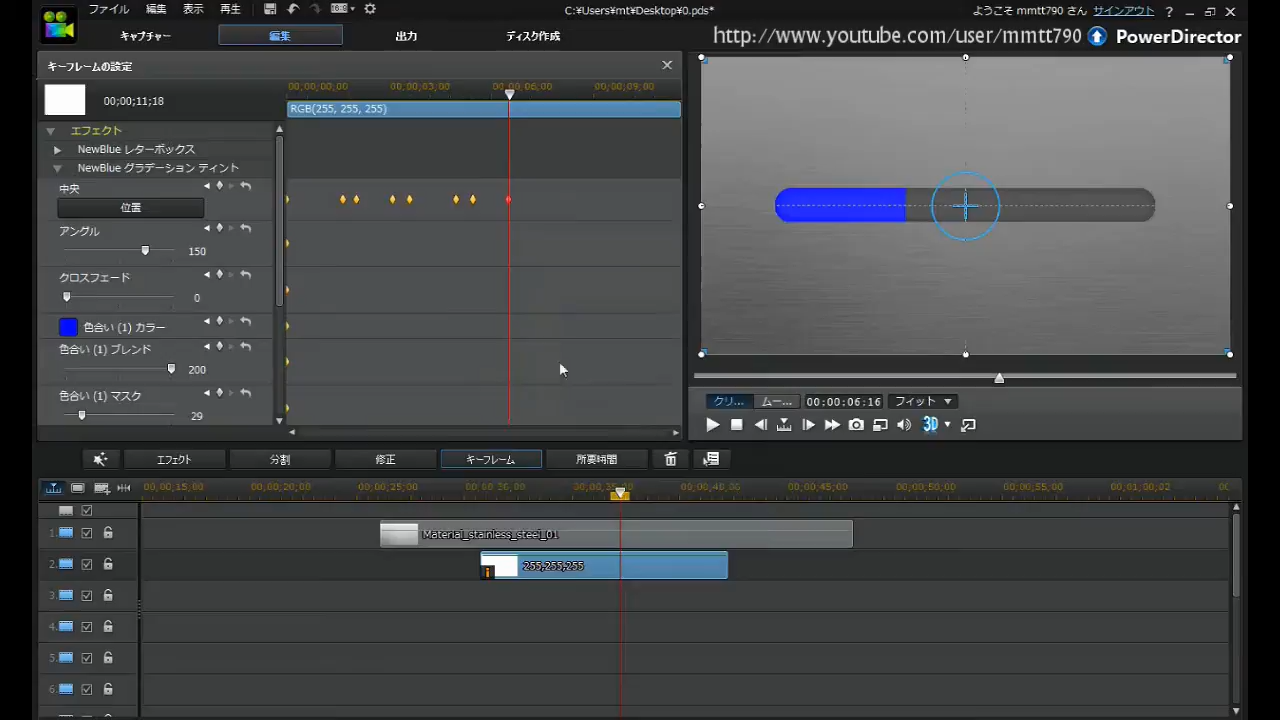 ファイル 編集 表示 再生
C:¥Users¥mt¥Desktop¥0.pds*
ようこそ mmtt790 さん サインアウト ?
キャプチャー 編集 出力 ディスク作成
http://www.youtube.com/user/mmtt790 PowerDirector
キーフレームの設定
00;00;11;18
00;00;00;00 00;00;03;00 00;00;06;00 00;00;09;00
RGB(255, 255, 255)
エフェクト
NewBlue レターボックス
NewBlue グラデーション ティント
中央
位置
アングル
150
クロスフェード
0
色合い (1) カラー
色合い (1) ブレンド
200
色合い (1) マスク
29
クリ... ムー... 00;00;06;16 フィット
3D
エフェクト 分割 修正 キーフレーム 所要時間
00;00;15;00 00;00;20;00 00;00;25;00 00;00;30;00 00;00;35;00 00;00;40;00 00;00;45;00 00;00;50;00 00;00;55;00 00;01;00;02
1. Material_stainless_steel_01
2. 255,255,255
3.
4.
5.
6.